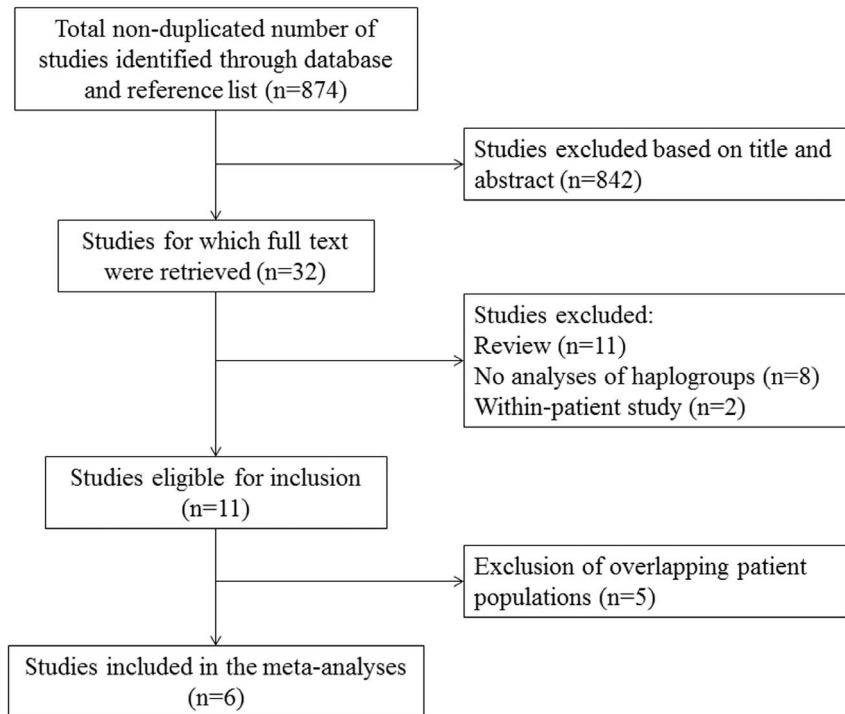 Total non-duplicated number of
studies identified through database
and reference list (n=874)
Studies excluded based on title and
abstract (n=842)
Studies for which full text
were retrieved (n=32)
Studies excluded:
Review (n=11)
No analyses of haplogroups (n=8)
Within-patient study (n=2)
Studies eligible for inclusion
(n=11)
Exclusion of overlapping patient
populations (n=5)
Studies included in the meta-analyses
(n=6)